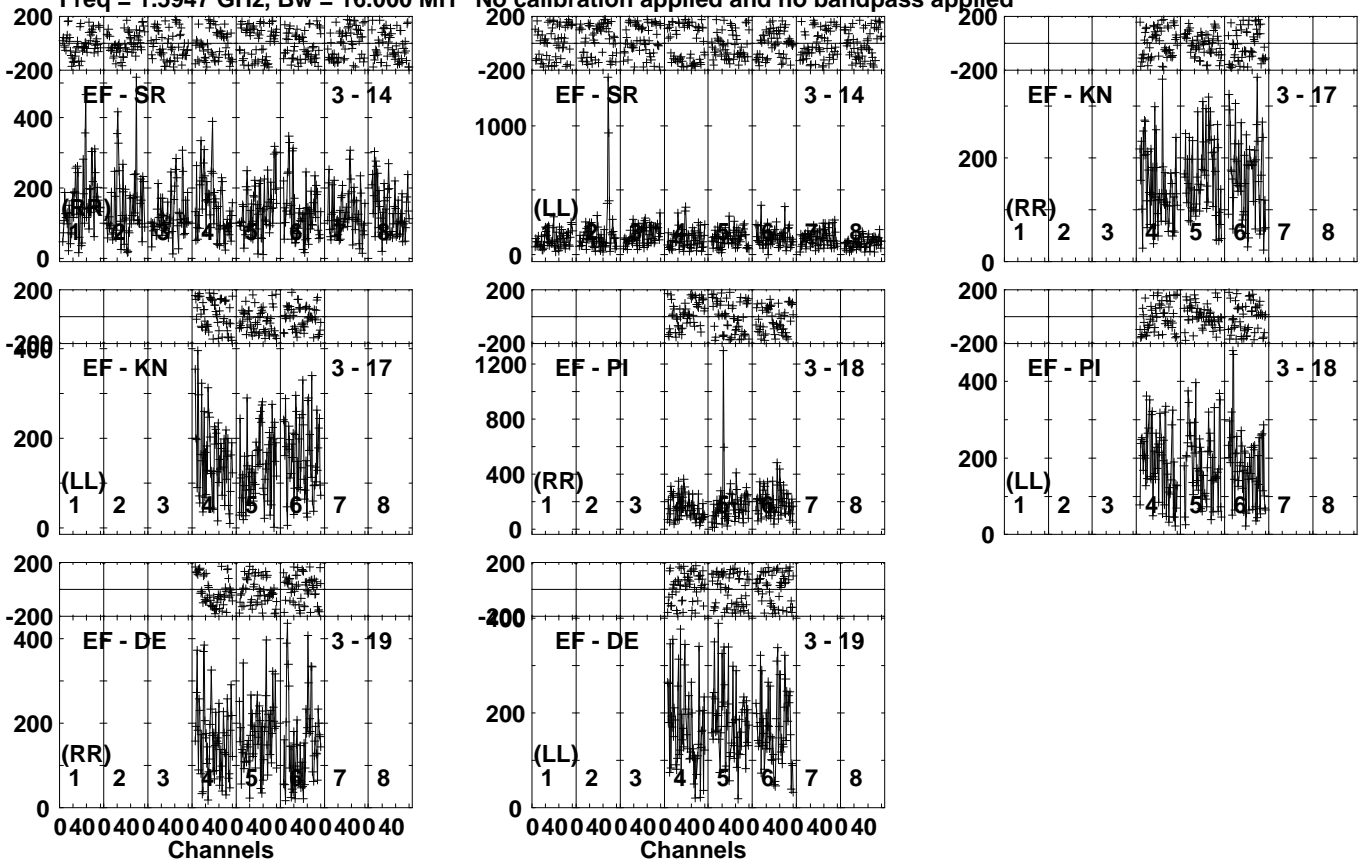 Freq = 1.5947 GHz, Bw = 16.000 MH No calibration applied and no bandpass applied
200 200 200
-200 -200 -200
EF - SR 3 - 14 EF - SR 3 - 14 EF - KN 3 - 17
400 1000
200 200
(RR) (LL) (RR)
1 2 3 4 5 6 7 8 1 2 3 4 5 6 7 8 1 2 3 4 5 6 7 8
0 0 0
200 200 200
-200 -200 -200
400 1200
EF - KN 3 - 17 EF - PI 3 - 18 EF - PI 3 - 18
400
800
200 200
400
(LL) (RR) (LL)
1 2 3 4 5 6 7 8 1 2 3 4 5 6 7 8 1 2 3 4 5 6 7 8
0 0 0
200 200
-200 -200
400
EF - DE 3 - 19 EF - DE 3 - 19
400
200 200
(RR) (LL)
1 2 3 4 5 6 7 8 1 2 3 4 5 6 7 8
0 0
0 40 0 40 0 40 0 40 0 40 0 40 0 40 0 40 0 40 0 40 0 40 0 40 0 40 0 40 0 40 0 40
Channels Channels